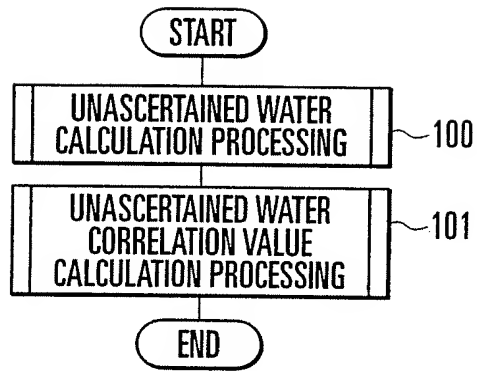 START
UNASCERTAINED WATER
CALCULATION PROCESSING
100
UNASCERTAINED WATER
CORRELATION VALUE
CALCULATION PROCESSING
101
END